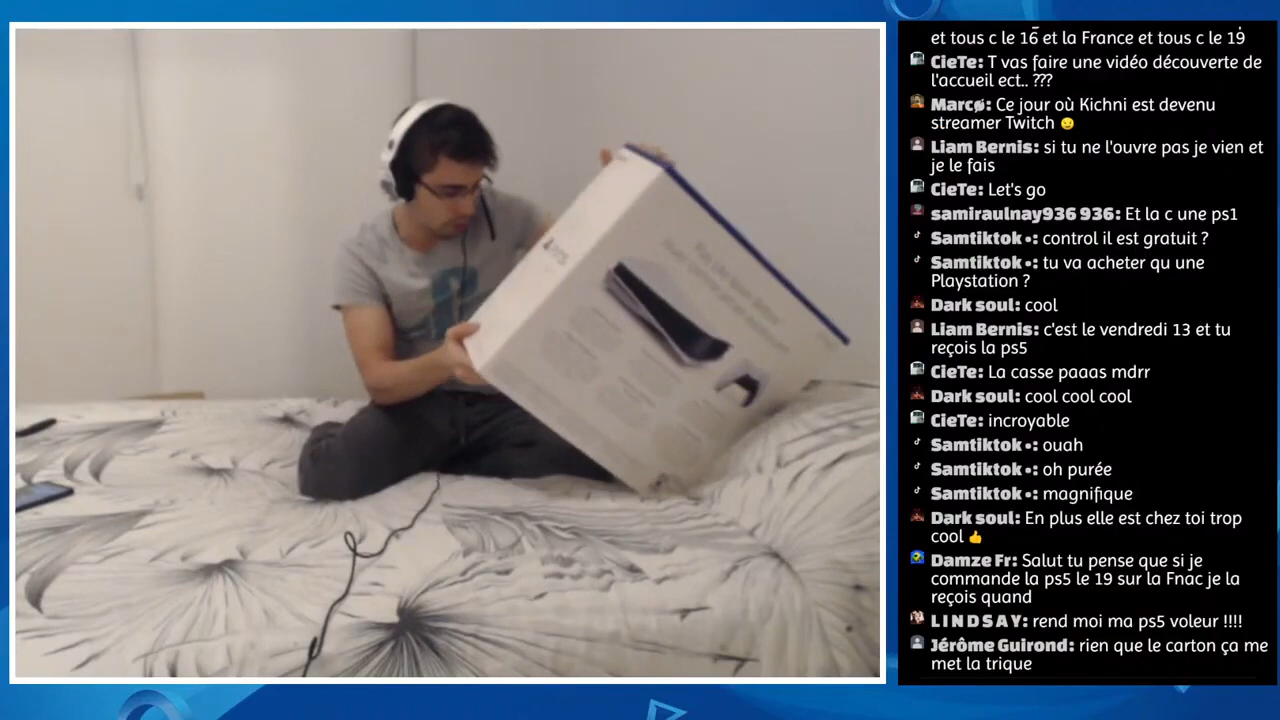 et tous c le 16 et la France et tous c le 19
CieTe: T vas faire une vidéo découverte de
l'accueil ect.. ???
Marcø: Ce jour où Kichni est devenu
streamer Twitch 😉
Liam Bernis: si tu ne l'ouvre pas je vien et
je le fais
CieTe: Let's go
samiraulnay936 936: Et la c une ps1
Samtiktok •: control il est gratuit ?
Samtiktok •: tu va acheter qu une
Playstation ?
Dark soul: cool
Liam Bernis: c'est le vendredi 13 et tu
reçois la ps5
CieTe: La casse paaas mdrr
Dark soul: cool cool cool
CieTe: incroyable
Samtiktok •: ouah
Samtiktok •: oh purée
Samtiktok •: magnifique
Dark soul: En plus elle est chez toi trop
cool 👍
Damze Fr: Salut tu pense que si je
commande la ps5 le 19 sur la Fnac je la
reçois quand
L I N D S A Y: rend moi ma ps5 voleur !!!!
Jérôme Guirond: rien que le carton ça me
met la trique